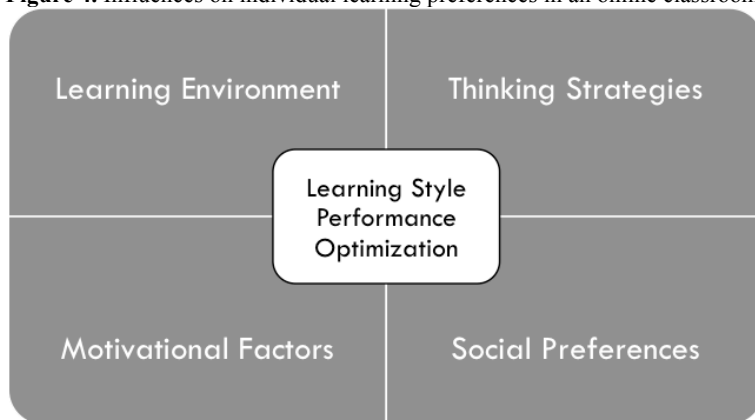 Figure 4. Influences on individual learning preferences in an online classroom
Learning Environment
Thinking Strategies
Learning Style
Performance
Optimization
Motivational Factors
Social Preferences